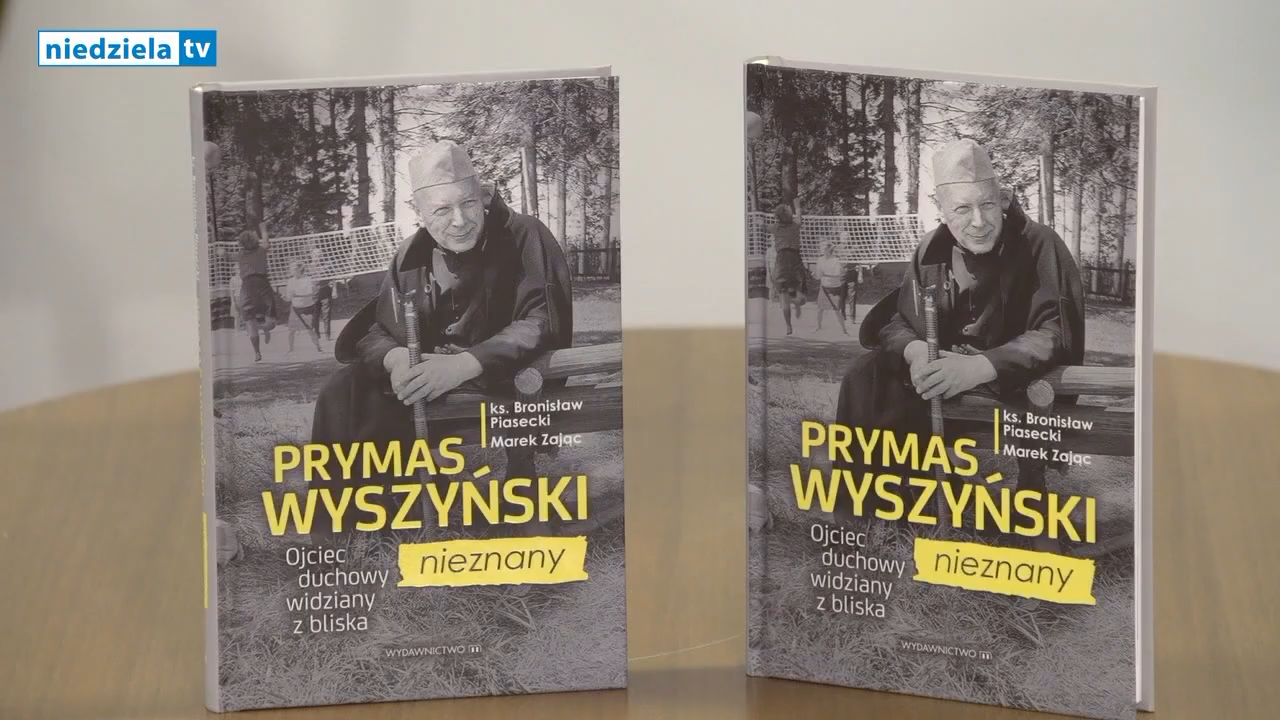 niedziela tv
ks. Bronisław
Piasecki
Marek Zając
PRYMAS
WYSZYŃSKI
nieznany
Ojciec
duchowy
widziany
z bliska
WYDAWNICTWO m
ks. Bronisław
Piasecki
Marek Zając
PRYMAS
WYSZYŃSKI
nieznany
Ojciec
duchowy
widziany
z bliska
WYDAWNICTWO m